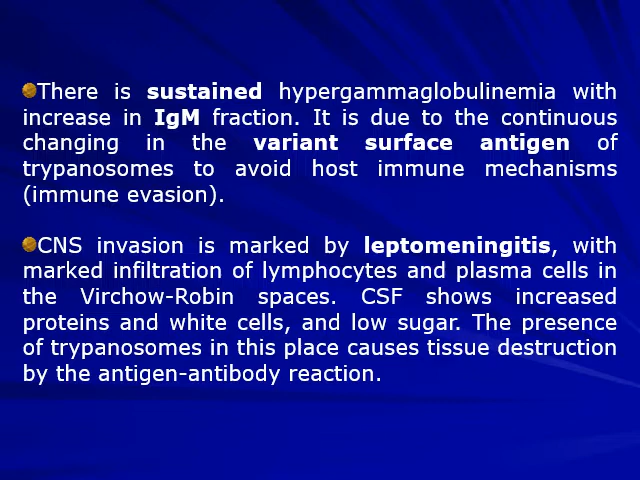 There is sustained hypergammaglobulinemia with
increase in IgM fraction. It is due to the continuous
changing in the variant surface antigen of
trypanosomes to avoid host immune mechanisms
(immune evasion).
CNS invasion is marked by leptomeningitis, with
marked infiltration of lymphocytes and plasma cells in
the Virchow-Robin spaces. CSF shows increased
proteins and white cells, and low sugar. The presence
of trypanosomes in this place causes tissue destruction
by the antigen-antibody reaction.